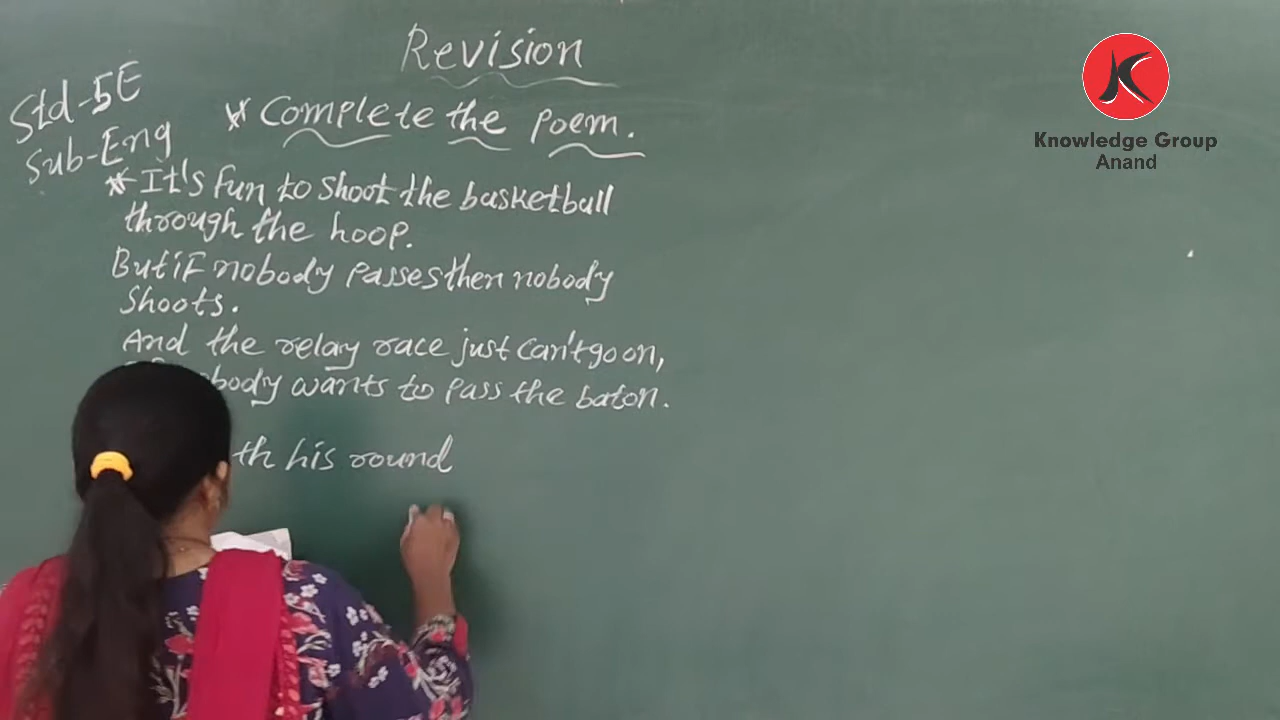 Revision
Std-5E
Sub-Eng
* Complete the poem.
* It's fun to shoot the basketball
through the hoop.
But if nobody passes then nobody
shoots.
And the relay race just can't go on,
wants to pass the baton.
his round
Knowledge Group
Anand